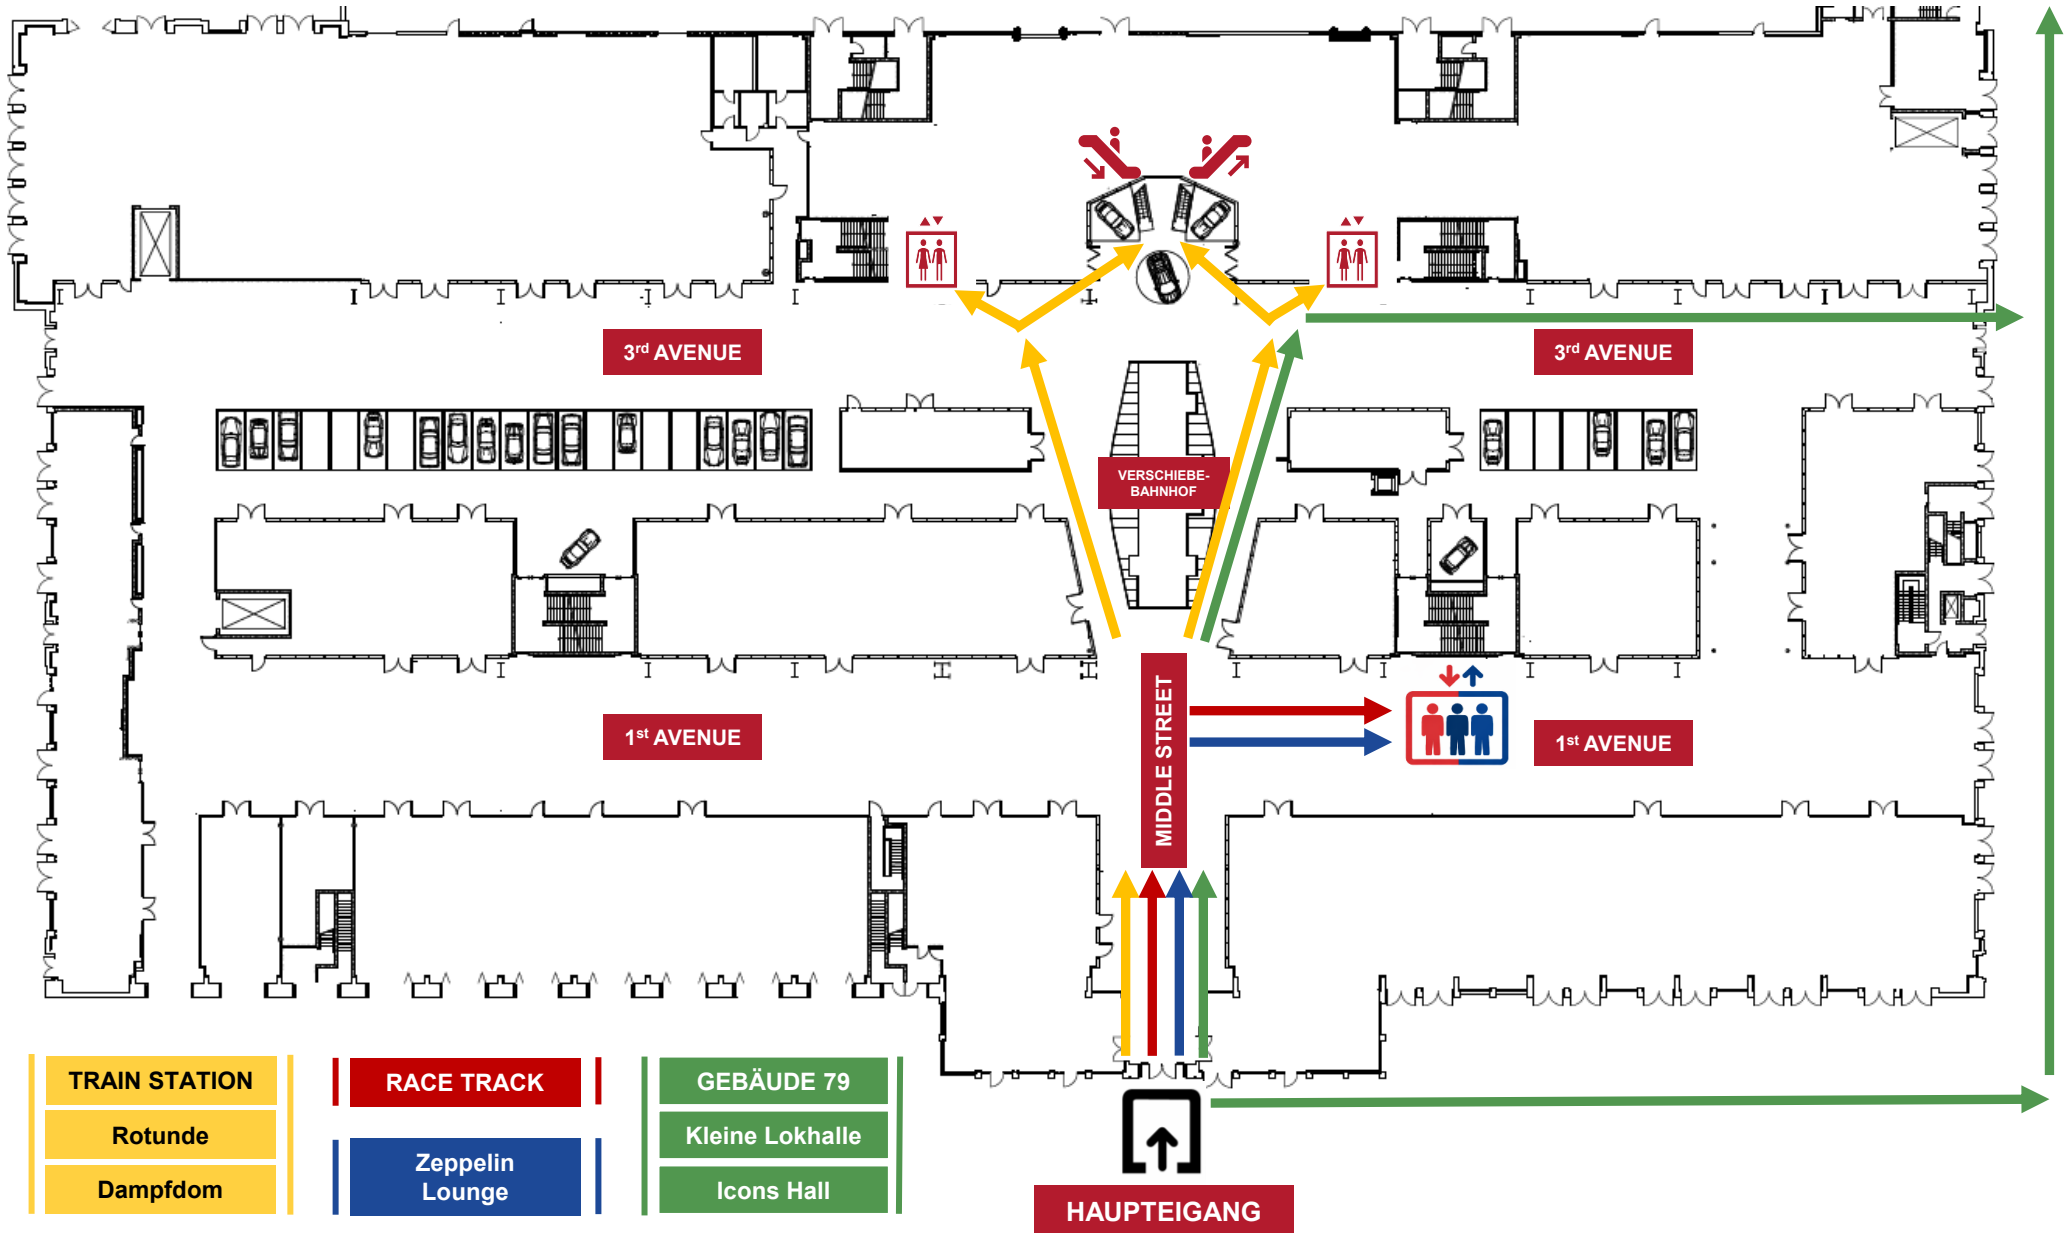 3rd AVENUE
3rd AVENUE
VERSCHIEBE-
BAHNHOF
MIDDLE STREET
1st AVENUE
1st AVENUE
TRAIN STATION
Rotunde
Dampfdom
RACE TRACK
Zeppelin
Lounge
GEBÄUDE 79
Kleine Lokhalle
Icons Hall
HAUPTEIGANG